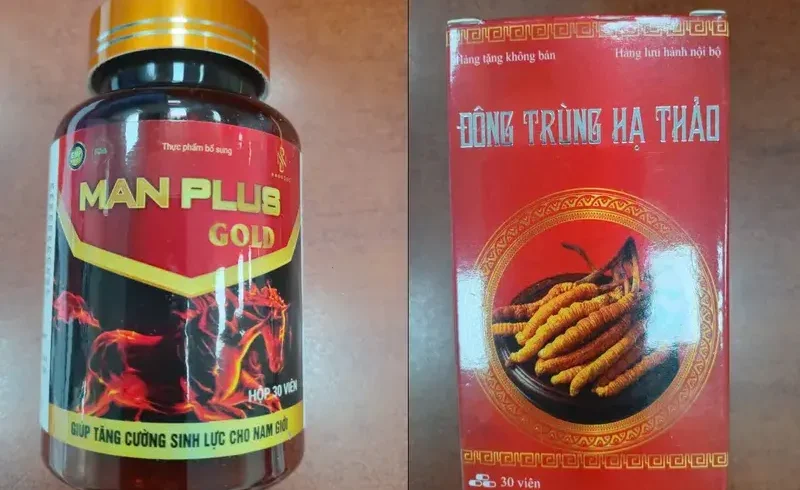 Thực phẩm bổ sung
MAN PLUS
GOLD
HỘP 30 VIÊN
GIÚP TĂNG CƯỜNG SINH LỰC CHO NAM GIỚI
Hàng tặng không bán
Hàng lưu hành nội bộ
ĐÔNG TRÙNG HẠ THẢO
30 viên